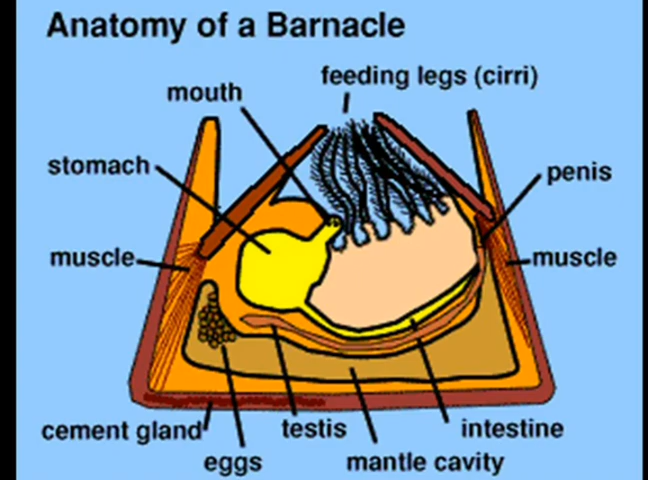 Anatomy of a Barnacle
feeding legs (cirri)
mouth
stomach
penis
muscle
muscle
cement gland
testis
intestine
eggs
mantle cavity